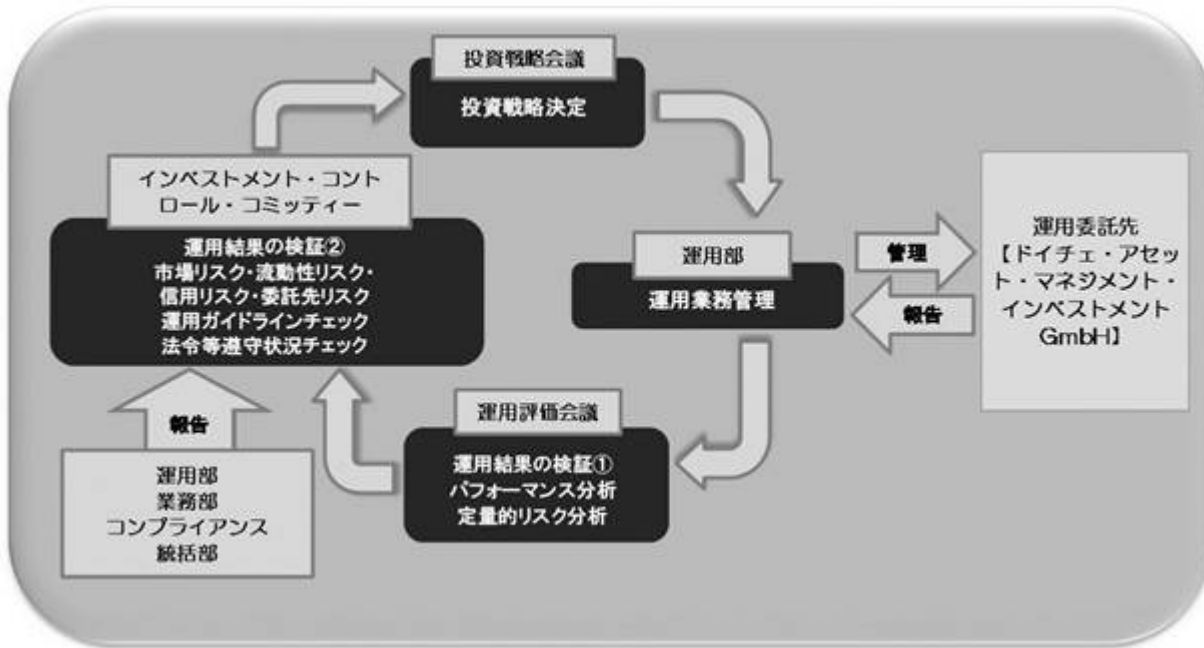 投資戦略会議
投資戦略決定
インベストメント・コント
ロール・コミッティー
運用結果の検証②
市場リスク・流動性リスク・
信用リスク・委託先リスク
運用ガイドラインチェック
法令等遵守状況チェック
運用部
運用業務管理
管理
報告
運用委託先
【ドイチェ・アセッ
ト・マネジメント・
インベストメント
GmbH】
運用評価会議
運用結果の検証①
パフォーマンス分析
定量的リスク分析
報告
運用部
業務部
コンプライアンス
統括部